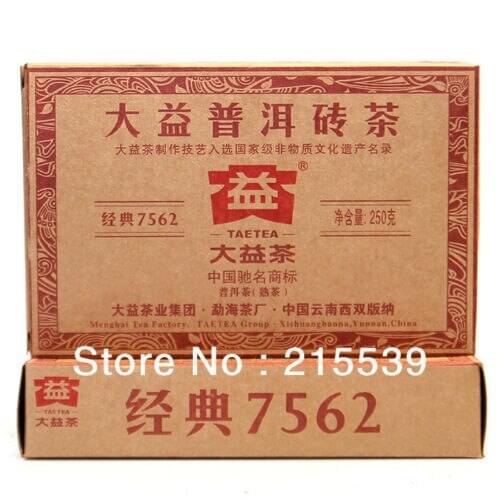 大益普洱砖茶
大益茶制作技艺入选国家级非物质文化遗产名录
益
®
TAETEA
经典7562
净含量: 250克
大益茶
中国驰名商标
普洱茶(熟茶)
大益茶业集团 · 勐海茶厂 · 中国云南西双版纳
Menghai Tea Factory, TAETEA Group · Xishuangbanna, Yunnan, China
Store No : 215539
益
TAETEA
大益茶
经典7562